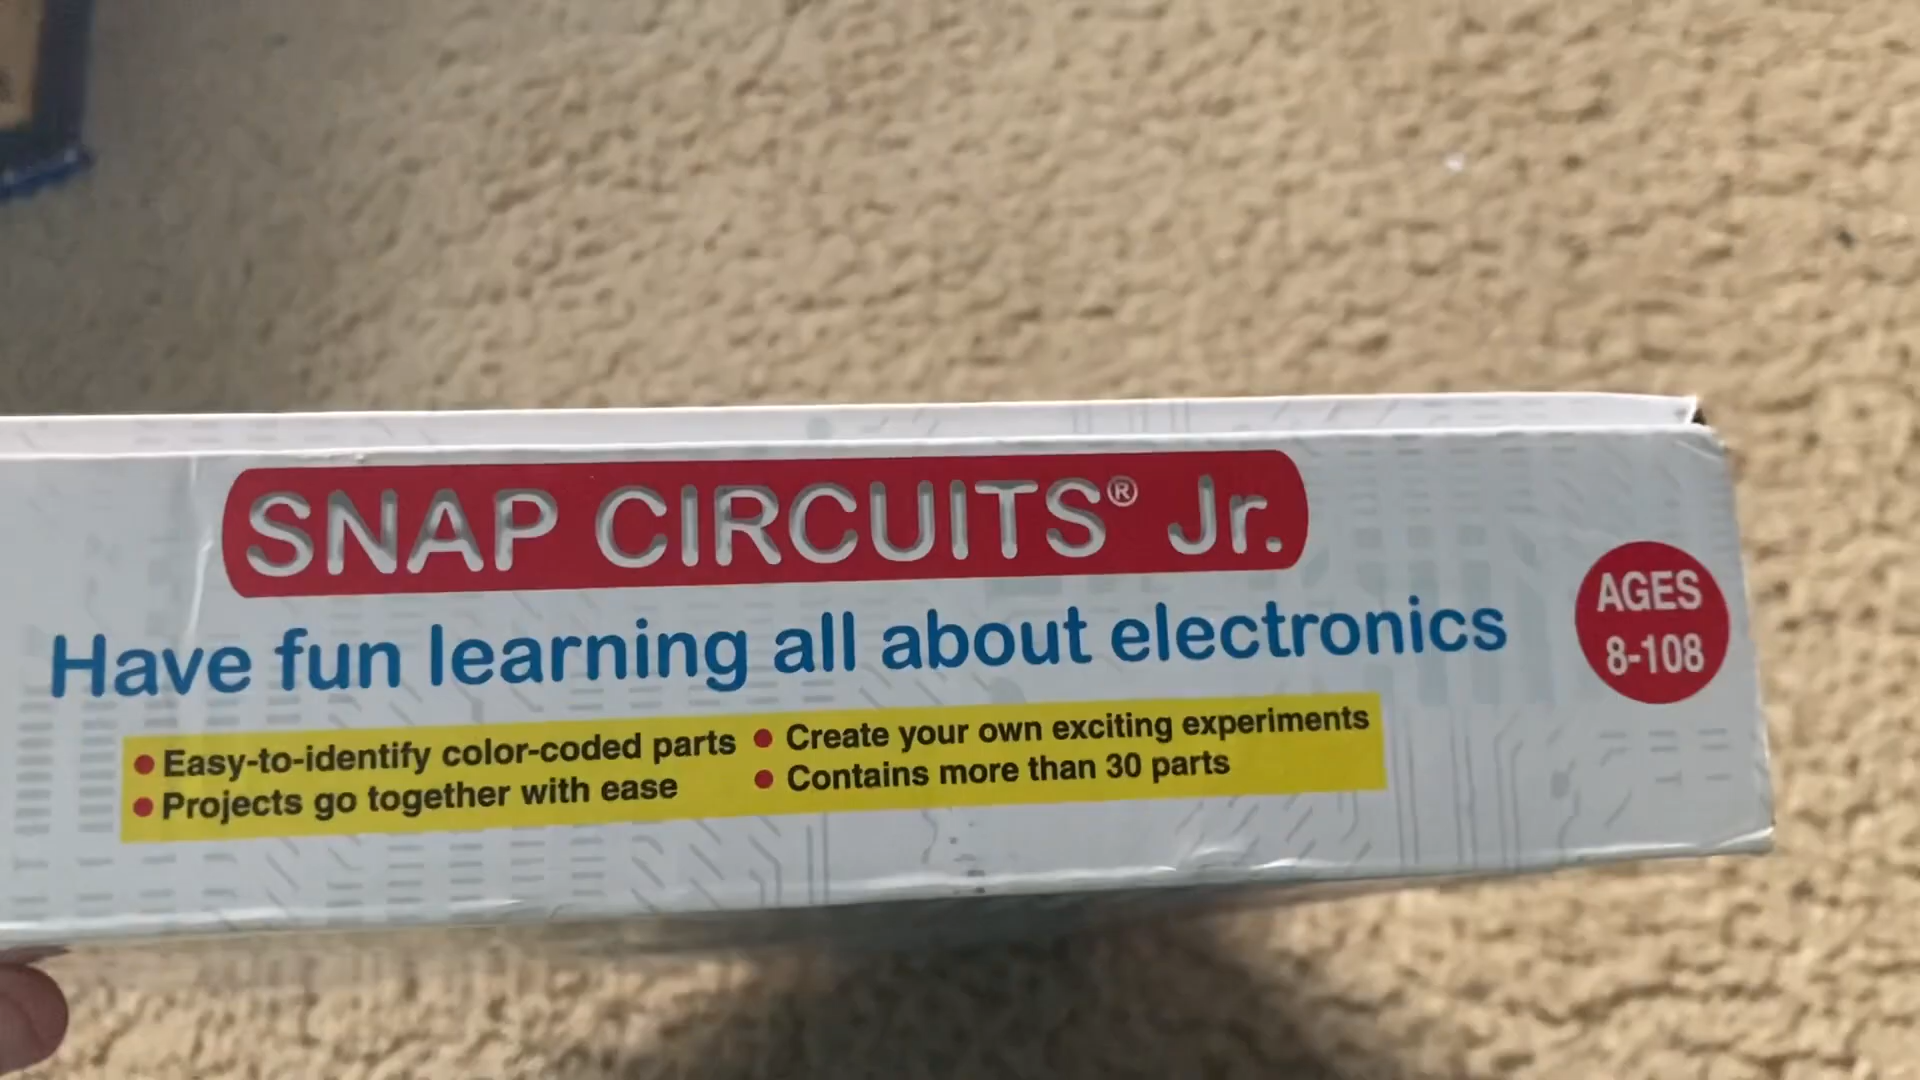 SNAP CIRCUITS® Jr.
Have fun learning all about electronics
AGES
8-108
• Easy-to-identify color-coded parts
• Projects go together with ease
• Create your own exciting experiments
• Contains more than 30 parts